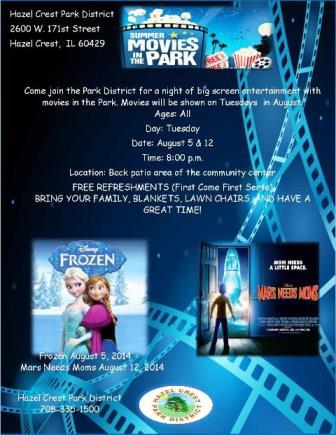 Hazel Crest Park District
2600 W. 171st Street
Hazel Crest, IL 60429
SUMMER
MOVIES
IN THE
PARK
Come join the Park District for a night of big screen entertainment with
movies in the Park. Movies will be shown on Tuesdays in August.
Ages: All
Day: Tuesday
Date: August 5 & 12
Time: 8:00 p.m.
Location: Back patio area of the community center
FREE REFRESHMENTS (First Come First Serve),
BRING YOUR FAMILY, BLANKETS, LAWN CHAIRS, AND HAVE A
GREAT TIME!
Disney
FROZEN
MOM NEEDS
A LITTLE SPACE.
MARS NEEDS MOMS
Frozen August 5, 2014
Mars Needs Moms August 12, 2014
Hazel Crest Park District
708-335-1500
HAZEL CREST
PARK DISTRICT